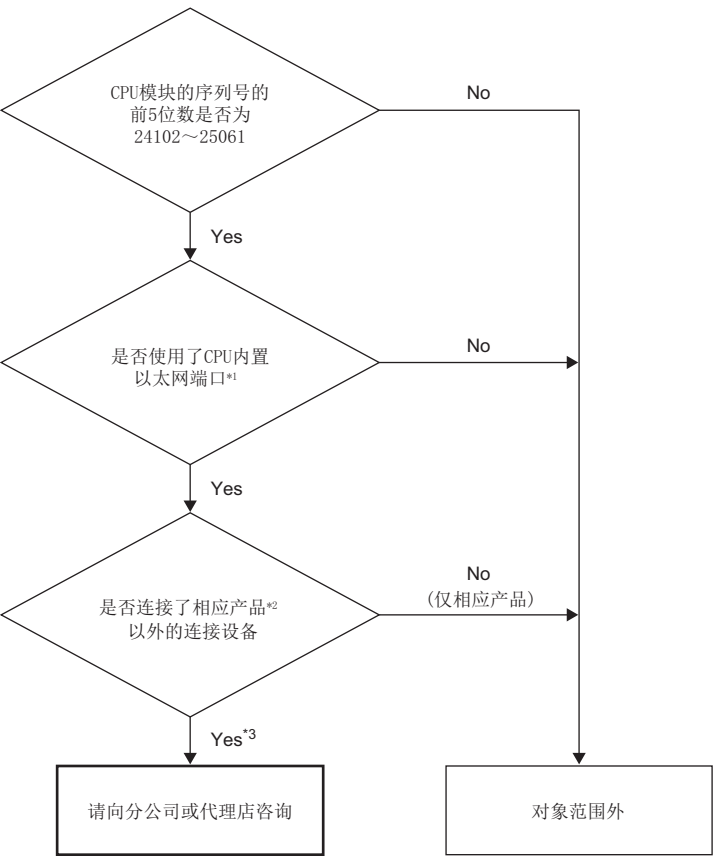 CPU模块的序列号的
前5位数是否为
24102～25061
No
Yes
是否使用了CPU内置
以太网端口*1
No
Yes
是否连接了相应产品*2
以外的连接设备
No
(仅相应产品)
Yes*3
请向分公司或代理店咨询
对象范围外